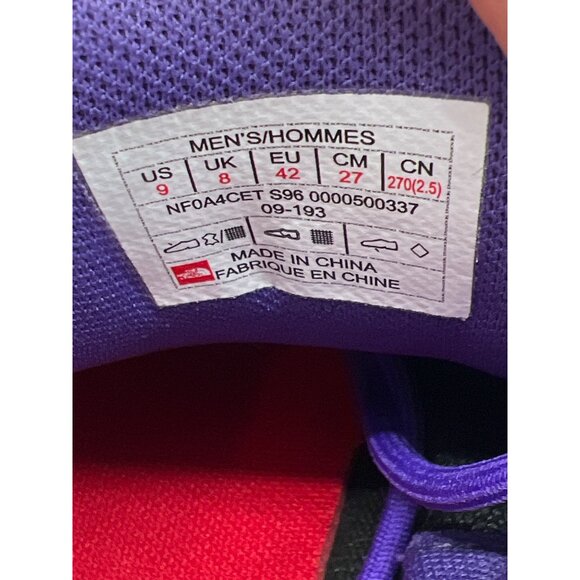 MEN'S/HOMMES
US UK EU CM CN
9 8 42 27 270(2.5)
NF0A4CET S96 0000500337
09-193
MADE IN CHINA
FABRIQUE EN CHINE